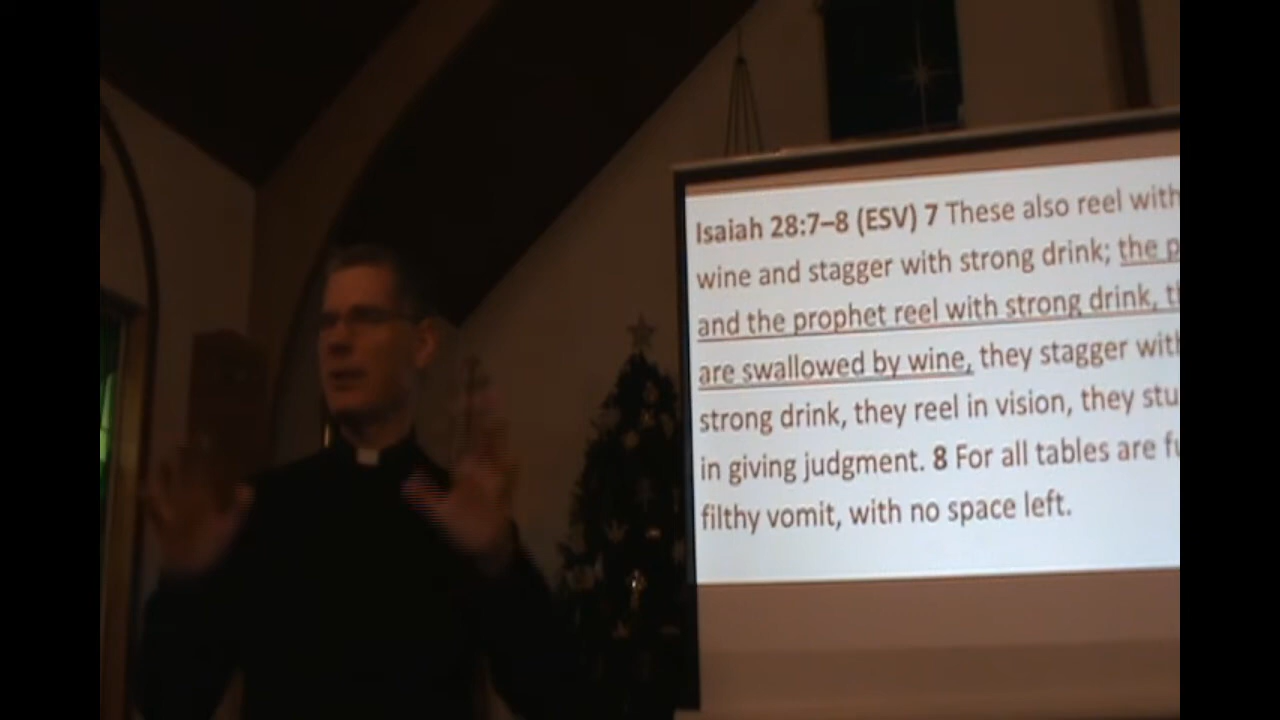 Isaiah 28:7–8 (ESV) 7 These also reel with
wine and stagger with strong drink; the p
and the prophet reel with strong drink, t
are swallowed by wine, they stagger wit
strong drink, they reel in vision, they stu
in giving judgment. 8 For all tables are fu
filthy vomit, with no space left.